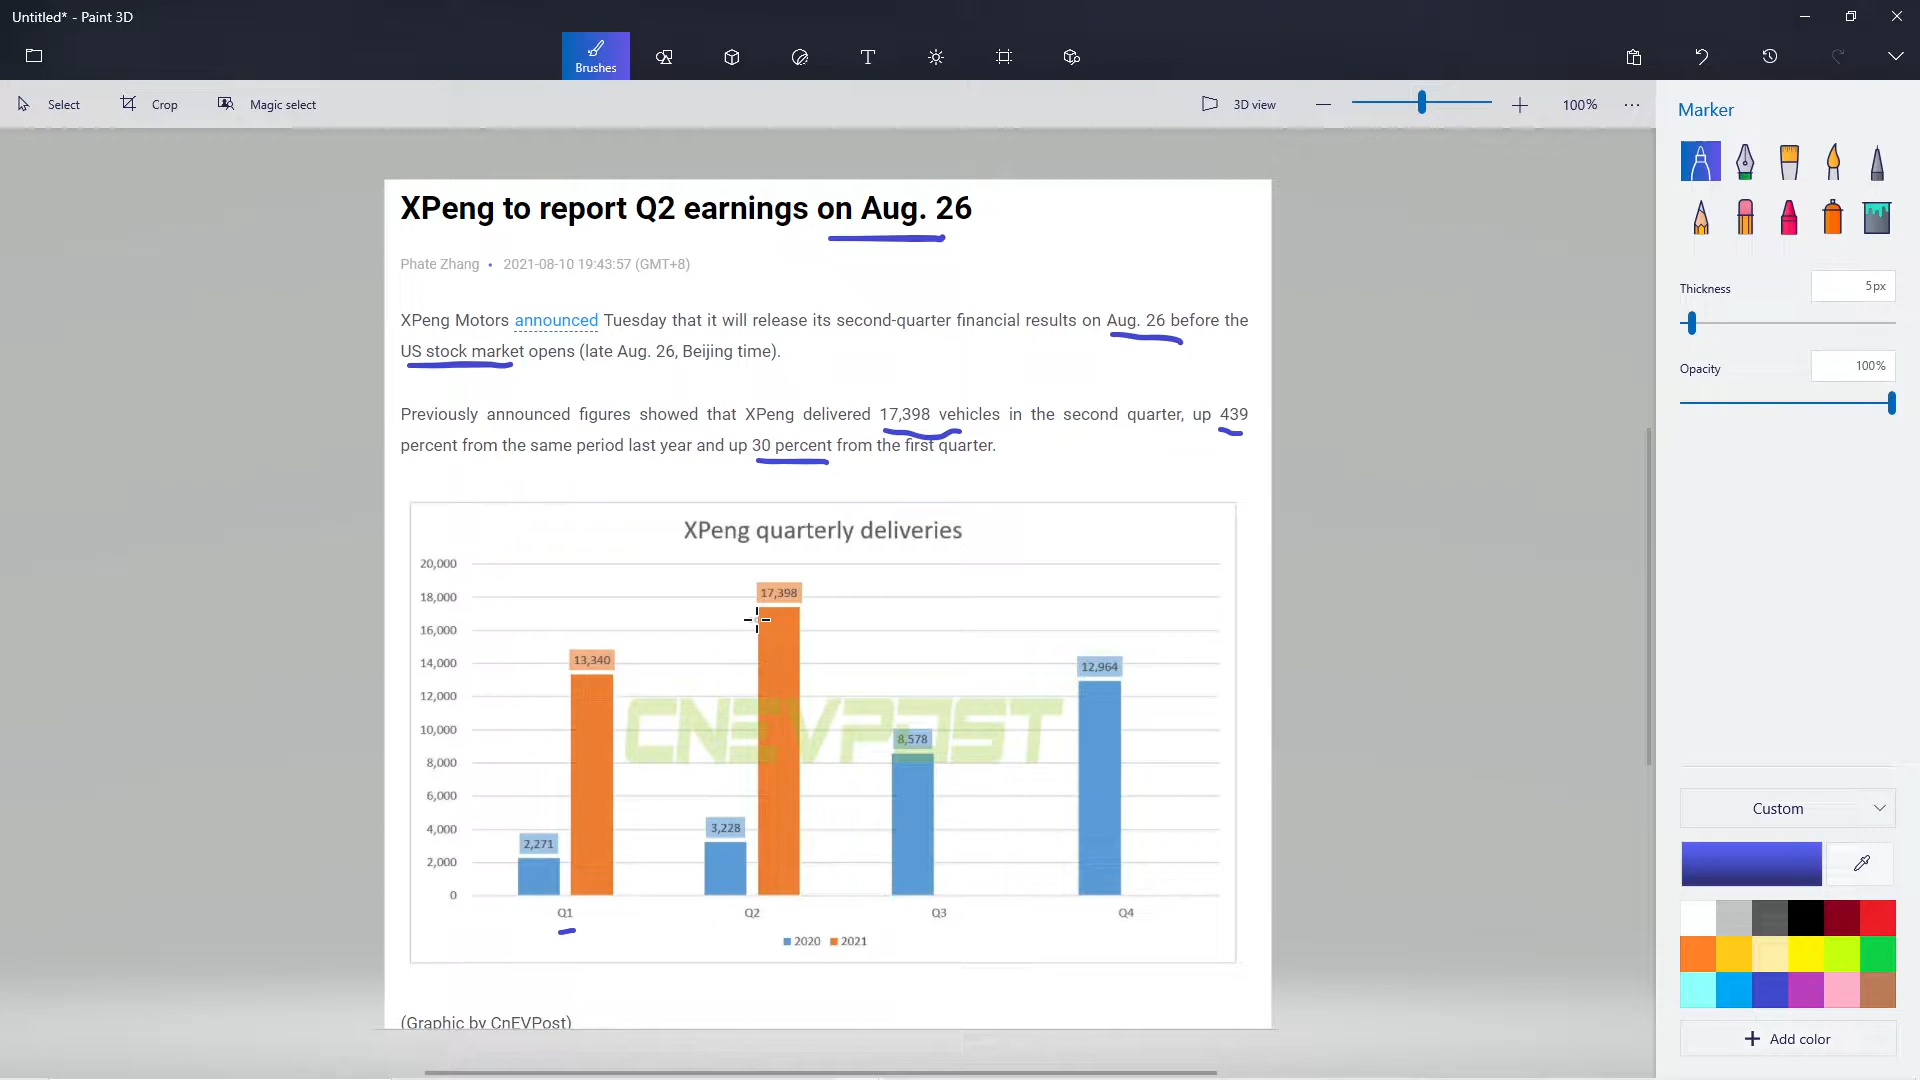 Untitled* - Paint 3D
Brushes
Select
Crop
Magic select
3D view
100%
Marker
Thickness
5px
Opacity
100%
XPeng to report Q2 earnings on Aug. 26
Phate Zhang • 2021-08-10 19:43:57 (GMT+8)
XPeng Motors announced Tuesday that it will release its second-quarter financial results on Aug. 26 before the
US stock market opens (late Aug. 26, Beijing time).
Previously announced figures showed that XPeng delivered 17,398 vehicles in the second quarter, up 439
percent from the same period last year and up 30 percent from the first quarter.
XPeng quarterly deliveries
20,000
18,000
16,000
14,000
12,000
10,000
8,000
6,000
4,000
2,000
0
2,271
13,340
3,228
17,398
8,578
12,964
CNEVPOST
Q1
Q2
Q3
Q4
2020
2021
(Graphic by CnEVPost)
Custom
Add color